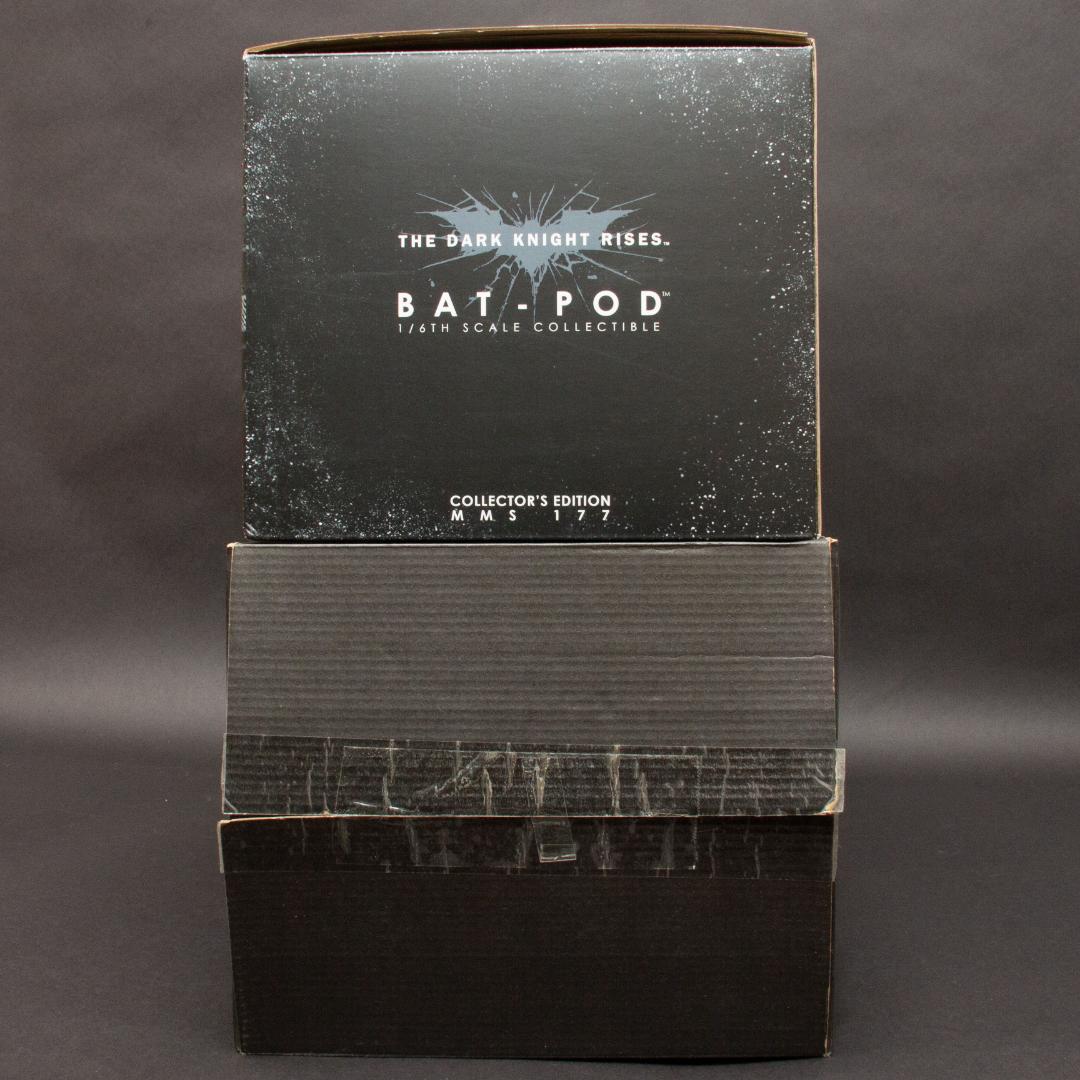 THE DARK KNIGHT RISES™
BAT-POD™
1/6TH SCALE COLLECTIBLE
COLLECTOR'S EDITION
MMS 177